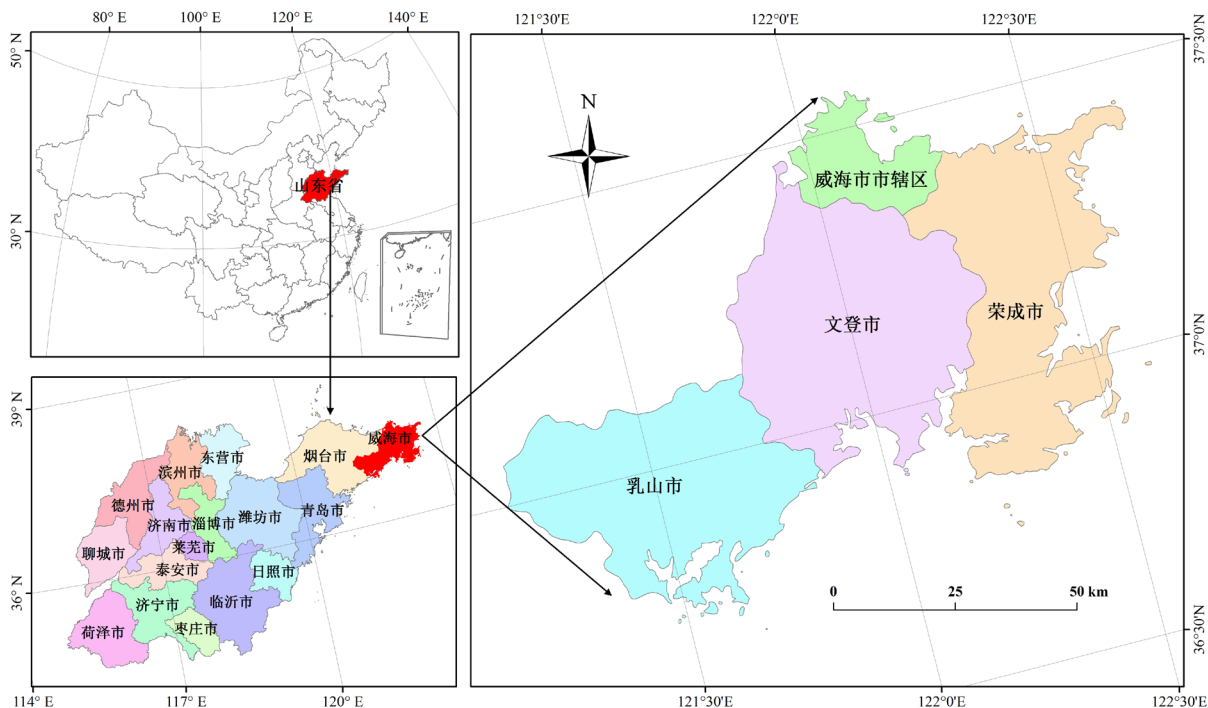 80° E
100° E
120° E
140° E
50° N
30° N
山东省
39° N
36° N
114° E
117° E
120° E
威海市
烟台市
东营市
滨州市
德州市
济南市
淄博市
潍坊市
青岛市
聊城市
莱芜市
泰安市
日照市
济宁市
临沂市
菏泽市
枣庄市
121°30'E
122°0'E
122°30'E
37°30'N
37°0'N
36°30'N
N
威海市市辖区
文登市
荣成市
乳山市
0 25 50 km
121°30'E
122°0'E
122°30'E